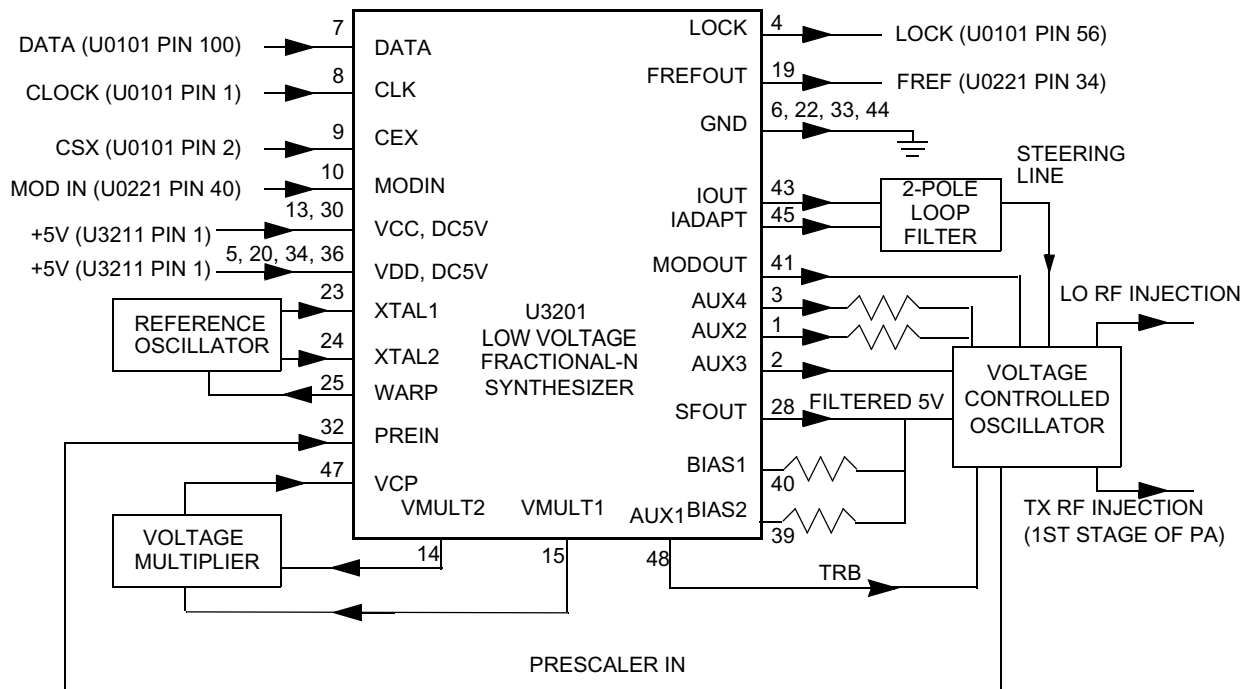 DATA (U0101 PIN 100)
7
DATA
CLOCK (U0101 PIN 1)
8
CLK
CSX (U0101 PIN 2)
9
CEX
MOD IN (U0221 PIN 40)
10
MODIN
+5V (U3211 PIN 1)
13, 30
VCC, DC5V
+5V (U3211 PIN 1)
5, 20, 34, 36
VDD, DC5V
REFERENCE
OSCILLATOR
23
XTAL1
24
XTAL2
25
WARP
32
PREIN
47
VCP
VOLTAGE
MULTIPLIER
VMULT2
14
VMULT1
15
AUX1
48
U3201
LOW VOLTAGE
FRACTIONAL-N
SYNTHESIZER
LOCK
4
LOCK (U0101 PIN 56)
FREFOUT
19
FREF (U0221 PIN 34)
GND
6, 22, 33, 44
IOUT
43
IADAPT
45
2-POLE
LOOP
FILTER
STEERING
LINE
MODOUT
41
AUX4
3
AUX2
1
AUX3
2
SFOUT
28
FILTERED 5V
BIAS1
40
BIAS2
39
LO RF INJECTION
VOLTAGE
CONTROLLED
OSCILLATOR
TX RF INJECTION
(1ST STAGE OF PA)
TRB
PRESCALER IN